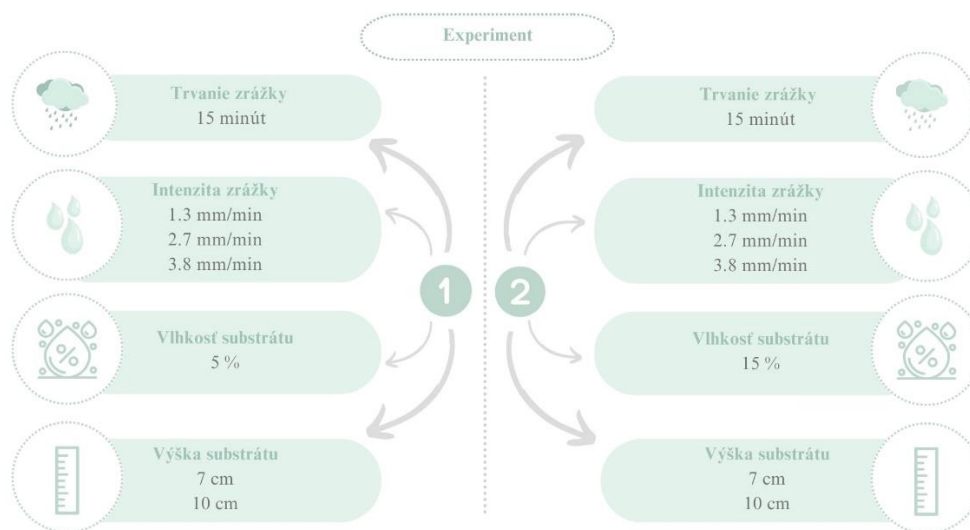 Experiment
Trvanie zrážky
15 minút
Intenzita zrážky
1.3 mm/min
2.7 mm/min
3.8 mm/min
Vlhkosť substrátu
5 %
%
Výška substrátu
7 cm
10 cm
1
2
Trvanie zrážky
15 minút
Intenzita zrážky
1.3 mm/min
2.7 mm/min
3.8 mm/min
Vlhkosť substrátu
15 %
%
Výška substrátu
7 cm
10 cm